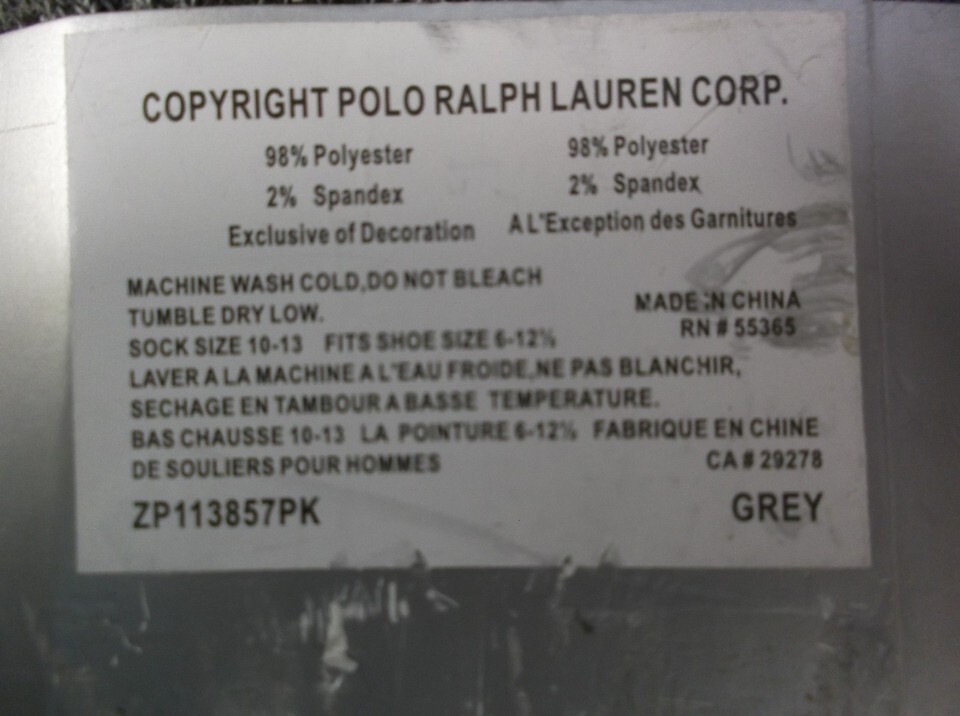 COPYRIGHT POLO RALPH LAUREN CORP.
98% Polyester 98% Polyester
2% Spandex 2% Spandex
Exclusive of Decoration A L"Exception des Garnitures
MACHINE WASH COLD,DO NOT BLEACH
TUMBLE DRY LOW. MADE IN CHINA
SOCK SIZE 10-13 FITS SHOE SIZE 6-12½ RN # 55365
LAVER A LA MACHINE A L"EAU FROIDE,NE PAS BLANCHIR,
SECHAGE EN TAMBOUR A BASSE TEMPERATURE.
BAS CHAUSSE 10-13 LA POINTURE 6-12½ FABRIQUE EN CHINE
DE SOULIERS POUR HOMMES CA # 29278
ZP113857PK GREY